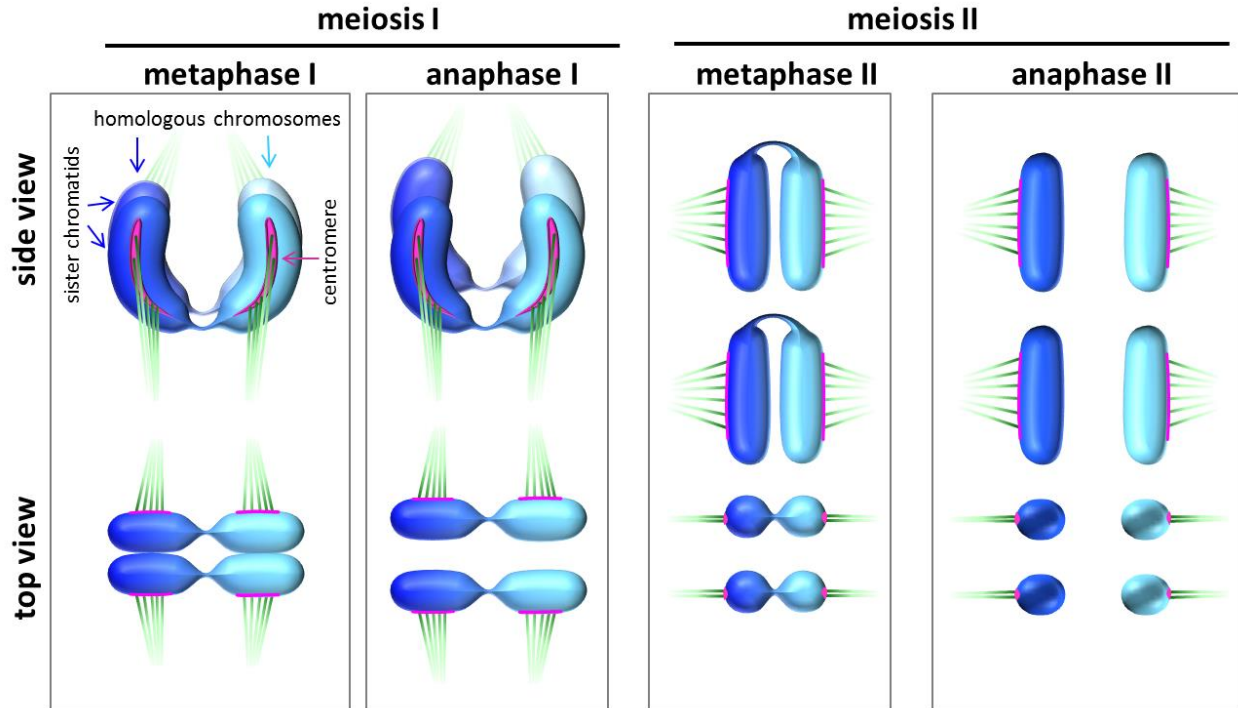 meiosis I
meiosis II
metaphase I
anaphase I
metaphase II
anaphase II
side view
homologous chromosomes
sister chromatids
centromere
top view